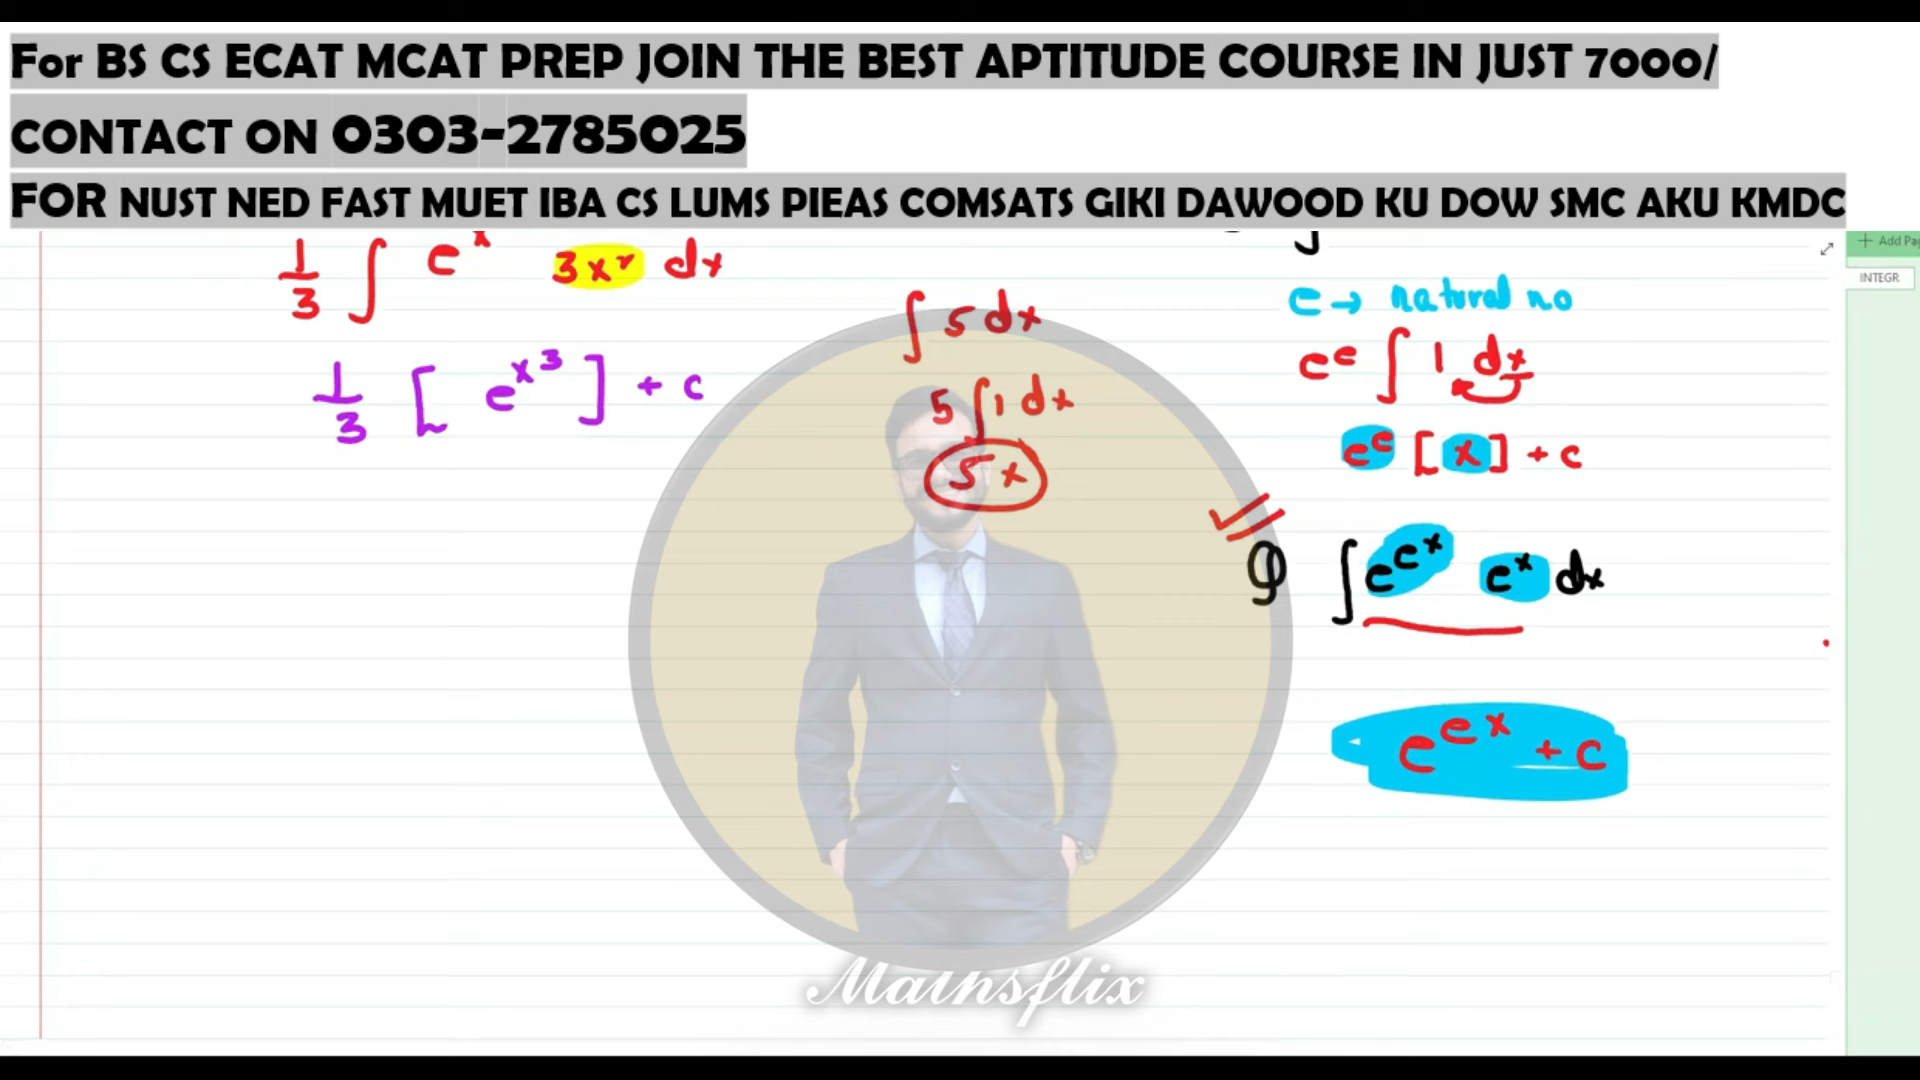 For BS CS ECAT MCAT PREP JOIN THE BEST APTITUDE COURSE IN JUST 7000/
CONTACT ON 0303-2785025
FOR NUST NED FAST MUET IBA CS LUMS PIEAS COMSATS GIKI DAWOOD KU DOW SMC AKU KMDC
+ Add Pag
INTEGR
1/3 ∫ e^x 3x² dx
1/3 [ e^x³ ] + c
∫ 5 dx
5 ∫ 1 dx
5x
e → natural no
e^e ∫ 1 dx
e^e [x] + c
Q ∫ e^e^x e^x dx
e^e^x + c
Mainsflix